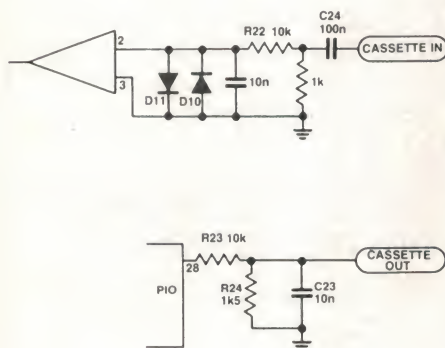 C24
100n
R22 10k
CASSETTE IN
2
3
D11
D10
10n
1k
R23 10k
28
PIO
R24
1k5
C23
10n
CASSETTE
OUT